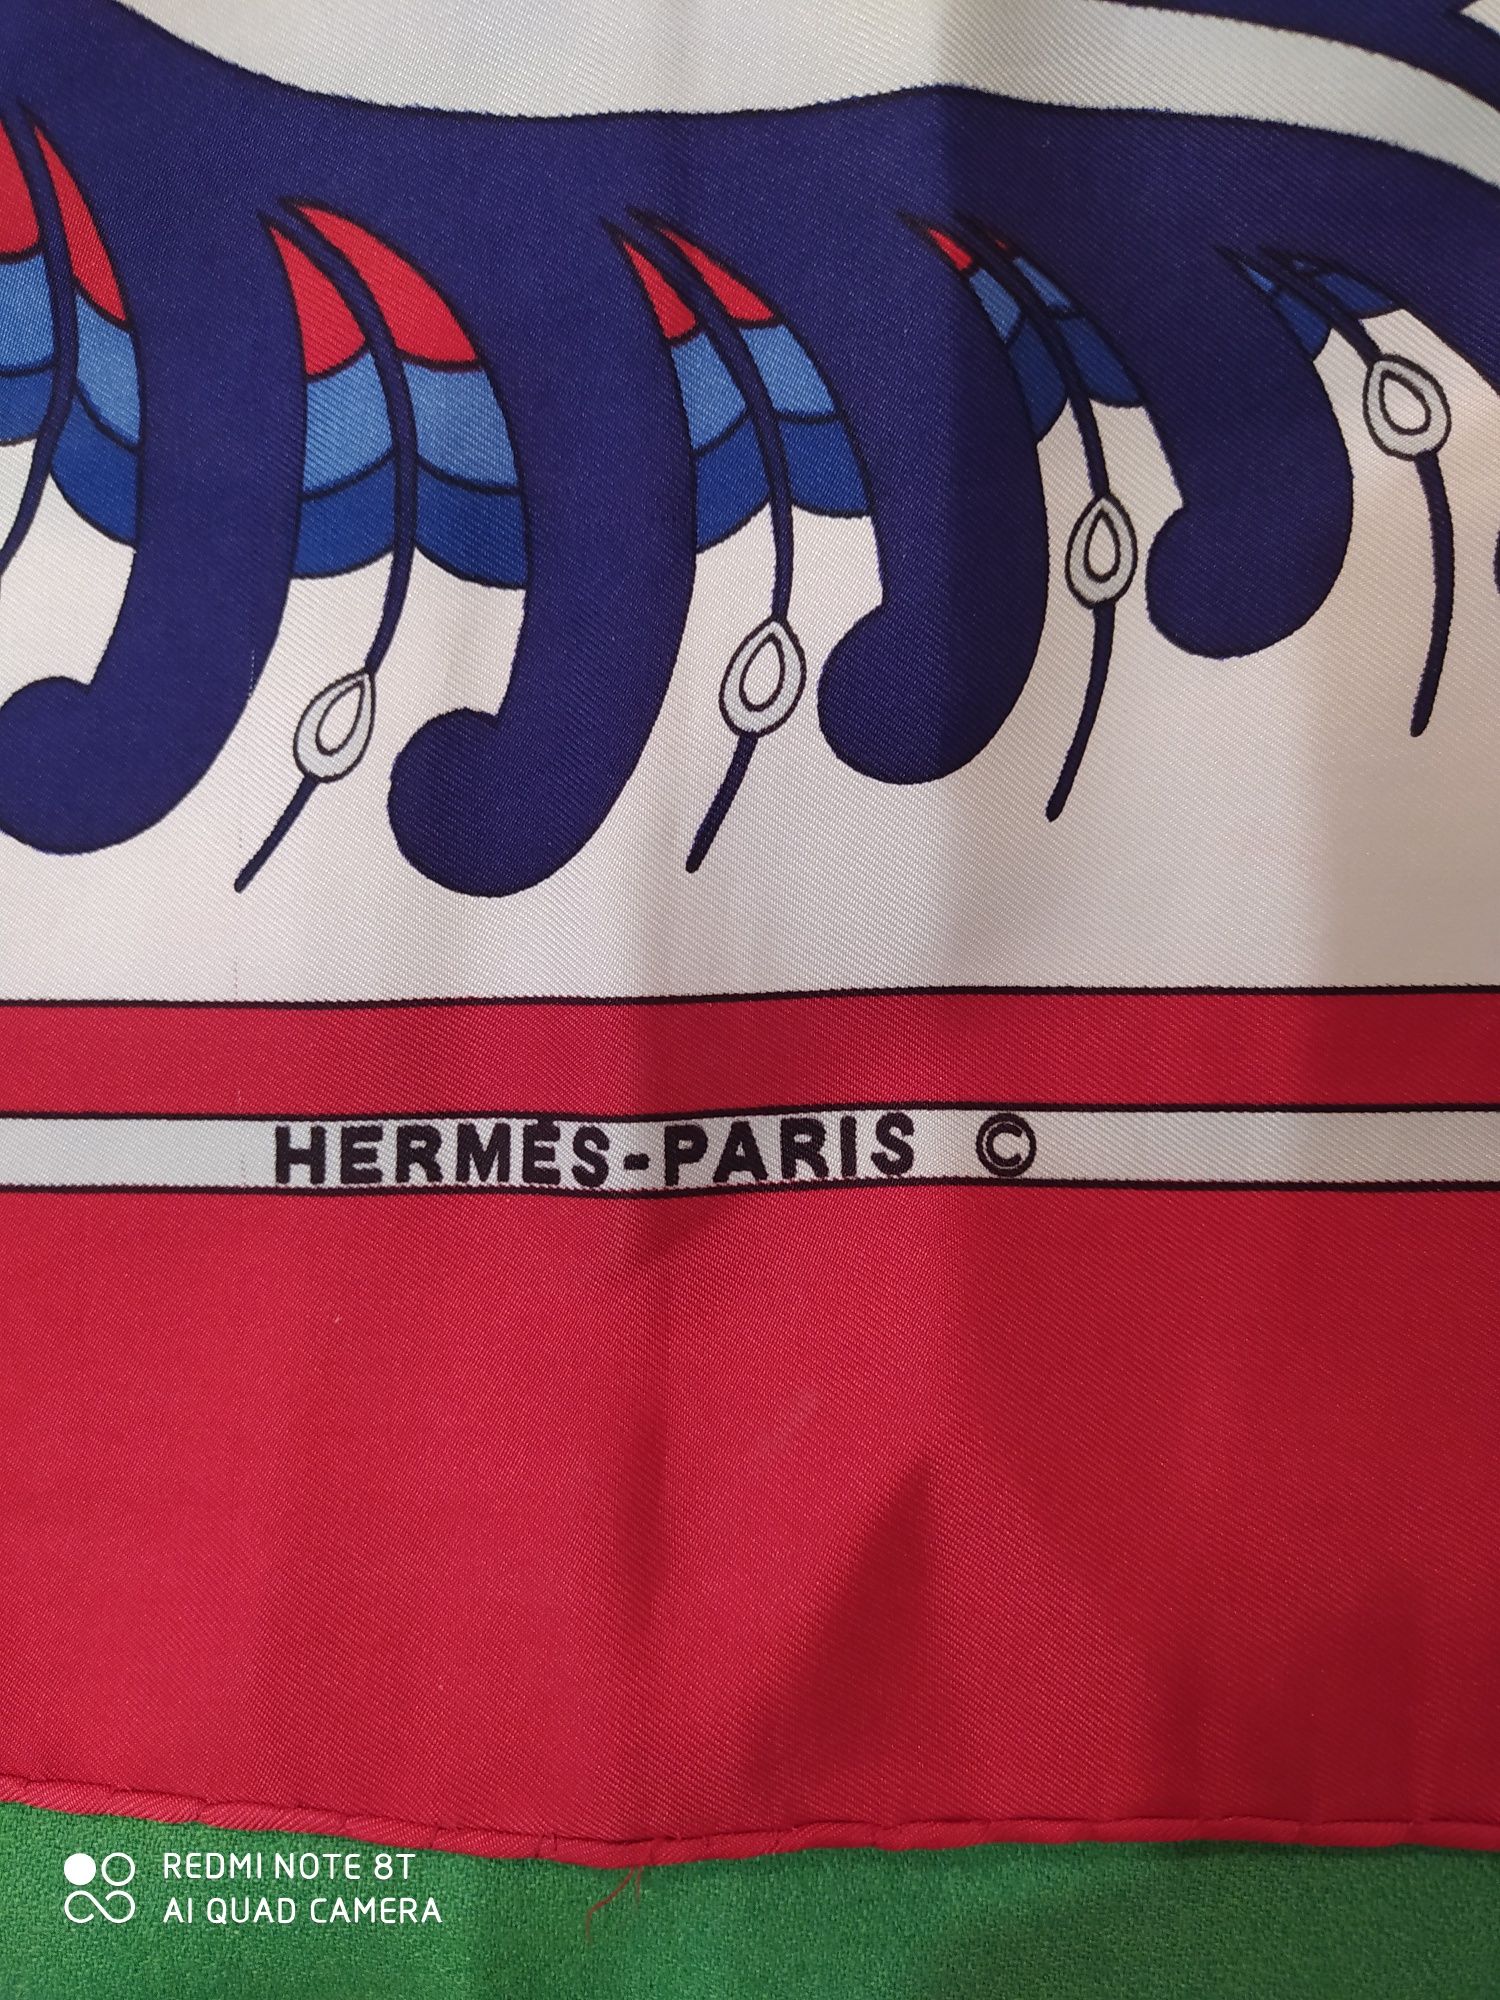 HERMÈS-PARIS ©
REDMI NOTE 8T
AI QUAD CAMERA